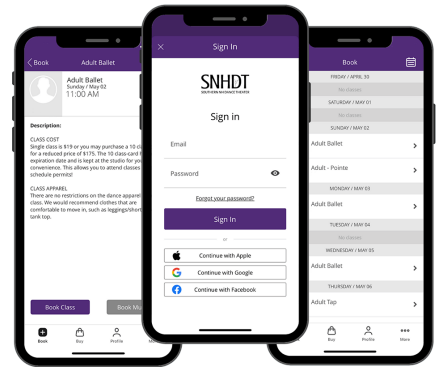 Book
Adult Ballet
Adult Ballet
Sunday / May 02
11:00 AM
Description:
CLASS COST
Single class is $19 or you may purchase a 10 cl
for a reduced price of $175. The 10 class-card
expiration date and is kept at the studio for yo
convenience. This allows you to attend classes
schedule permits!
CLASS APPAREL
There are no restrictions on the dance apparel
class. We would recommend clothes that are
comfortable to move in, such as leggings/short
tank top.
Book Class
Book Mu
Book
Buy
Profile
Sign In
SNHDT
SOUTHERN NH DANCE THEATER
Sign in
Email
Password
Forgot your password?
Sign In
or
Continue with Apple
Continue with Google
Continue with Facebook
Book
FRIDAY / APRIL 30
No classes
SATURDAY / MAY 01
No classes
SUNDAY / MAY 02
Adult Ballet
Adult - Pointe
MONDAY / MAY 03
Adult Ballet
TUESDAY / MAY 04
No classes
WEDNESDAY / MAY 05
Adult Ballet
THURSDAY / MAY 06
Adult Tap
Buy
Profile
More